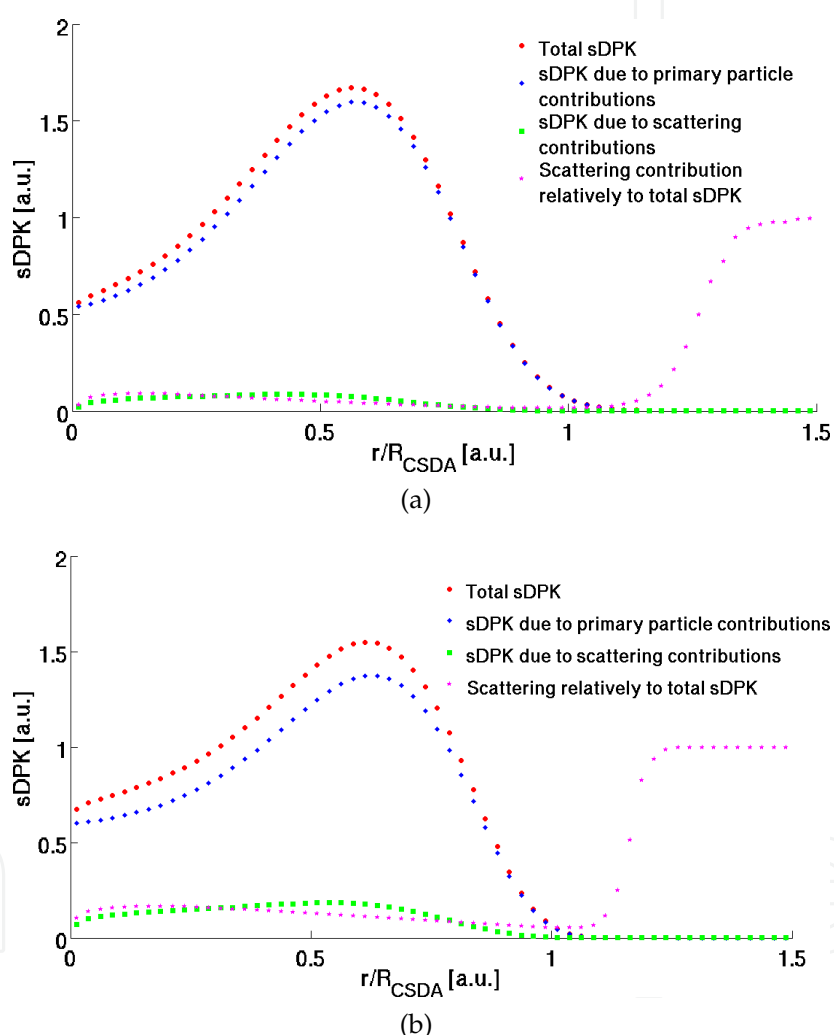 2
1.5
1
0.5
0
sDPK [a.u.]
Total sDPK
sDPK due to primary particle
contributions
sDPK due to scattering
contributions
Scattering contribution
relatively to total sDPK
0
0.5
1
1.5
r/R_CSDA [a.u.]
(a)
2
1.5
1
0.5
0
sDPK [a.u.]
Total sDPK
sDPK due to primary particle contributions
sDPK due to scattering contributions
Scattering relatively to total sDPK
0
0.5
1
1.5
r/R_CSDA [a.u.]
(b)